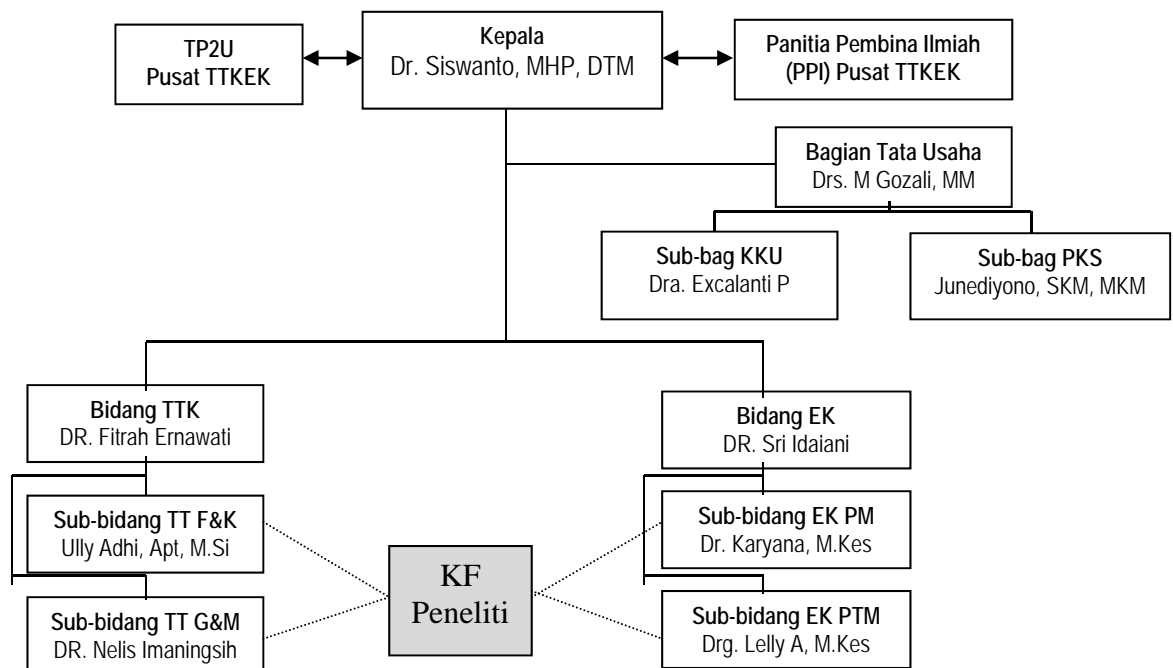 TP2U
Pusat TTKEK
Kepala
Dr. Siswanto, MHP, DTM
Panitia Pembina Ilmiah
(PPI) Pusat TTKEK
Bagian Tata Usaha
Drs. M Gozali, MM
Sub-bag KKU
Dra. Excalanti P
Sub-bag PKS
Junediyono, SKM, MKM
Bidang TTK
DR. Fitrah Ernawati
Bidang EK
DR. Sri Idaiani
Sub-bidang TT F&K
Ully Adhi, Apt, M.Si
Sub-bidang EK PM
Dr. Karyana, M.Kes
KF
Peneliti
Sub-bidang TT G&M
DR. Nelis Imaningsih
Sub-bidang EK PTM
Drg. Lelly A, M.Kes